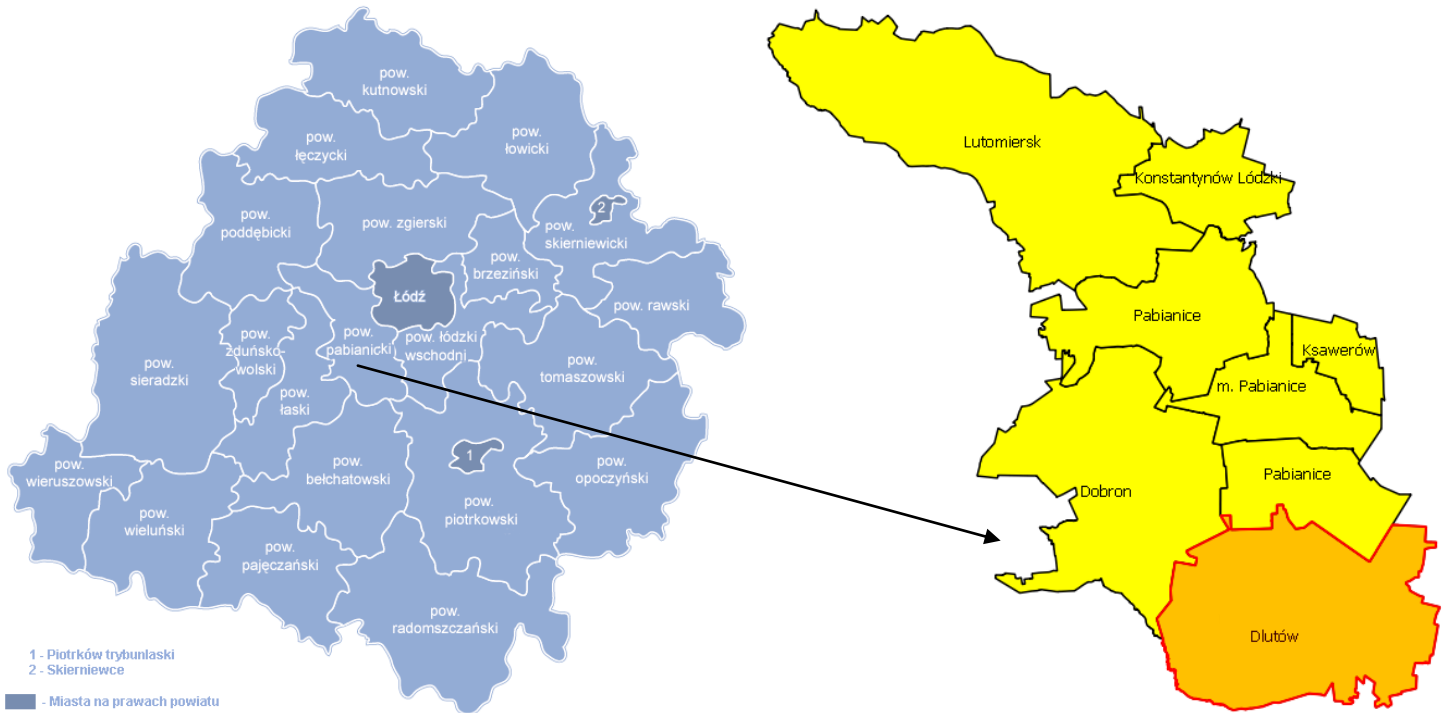 pow.
kutnowski
pow.
łęczycki
pow.
łowicki
pow.
poddębicki
pow. zgierski
2
pow.
skierniewicki
pow.
brzeziński
Łódź
pow. rawski
pow.
sieradzki
pow.
zduńsko-
wolski
pow.
pabianicki
pow. łódzki
wschodni
pow.
tomaszowski
pow.
łaski
pow.
wieruszowski
pow.
bełchatowski
1
pow.
opoczyński
pow.
wieluński
pow.
piotrkowski
pow.
pajęczański
pow.
radomszczański
1 - Piotrków trybunlaski
2 - Skierniewce
- Miasta na prawach powiatu
Lutomiersk
Konstantynów Lódzki
Pabianice
Ksawerów
m. Pabianice
Pabianice
Dobron
Dlutów